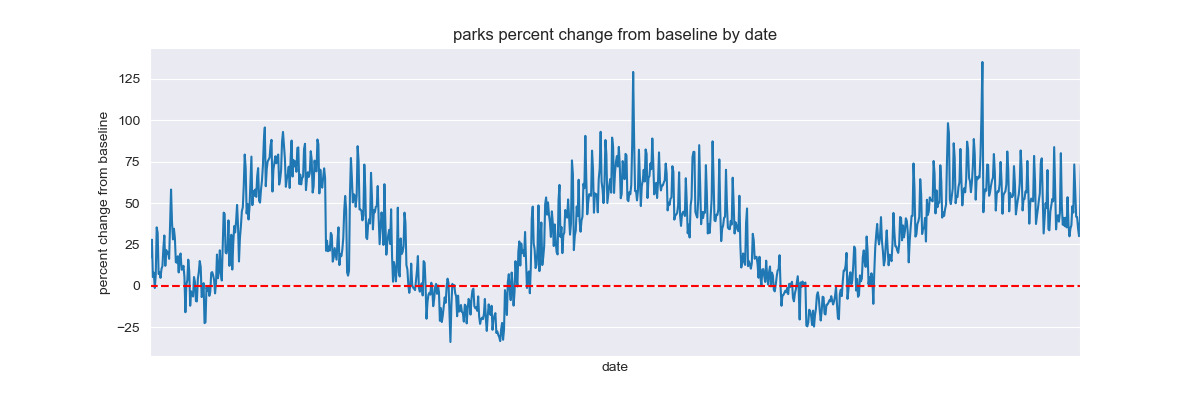 parks percent change from baseline by date
percent change from baseline
125
100
75
50
25
0
−25
date